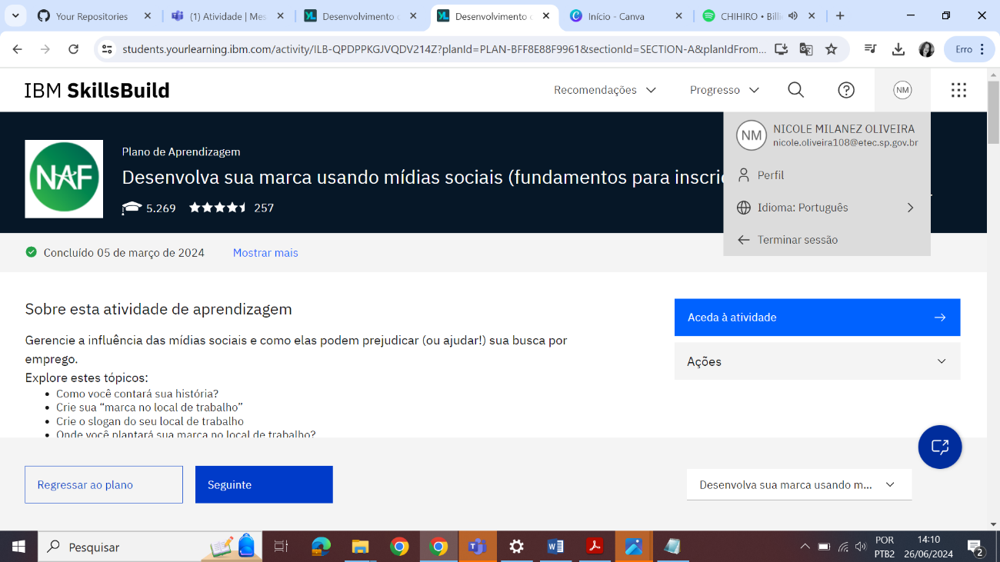 Your Repositories
(1) Atividade | Mes
Desenvolvimento
Desenvolvimento
Início - Canva
CHIHIRO • Billi
students.yourlearning.ibm.com/activity/ILB-QPDPPKGJVQDV214Z?planId=PLAN-BFF8E88F9961&sectionId=SECTION-A&planIdFrom...
Erro
IBM SkillsBuild
Recomendações
Progresso
NM
NM
NICOLE MILANEZ OLIVEIRA
nicole.oliveira108@etec.sp.gov.br
Perfil
Idioma: Português
Terminar sessão
NAF
Plano de Aprendizagem
Desenvolva sua marca usando mídias sociais (fundamentos para inscri
5.269
257
Concluído 05 de março de 2024
Mostrar mais
Sobre esta atividade de aprendizagem
Gerencie a influência das mídias sociais e como elas podem prejudicar (ou ajudar!) sua busca por
emprego.
Explore estes tópicos:
• Como você contará sua história?
• Crie sua “marca no local de trabalho”
• Crie o slogan do seu local de trabalho
• Onde você plantará sua marca no local de trabalho?
Aceda à atividade
Ações
Regressar ao plano
Seguinte
Desenvolva sua marca usando m...
Pesquisar
POR
PTB2
14:10
26/06/2024
2